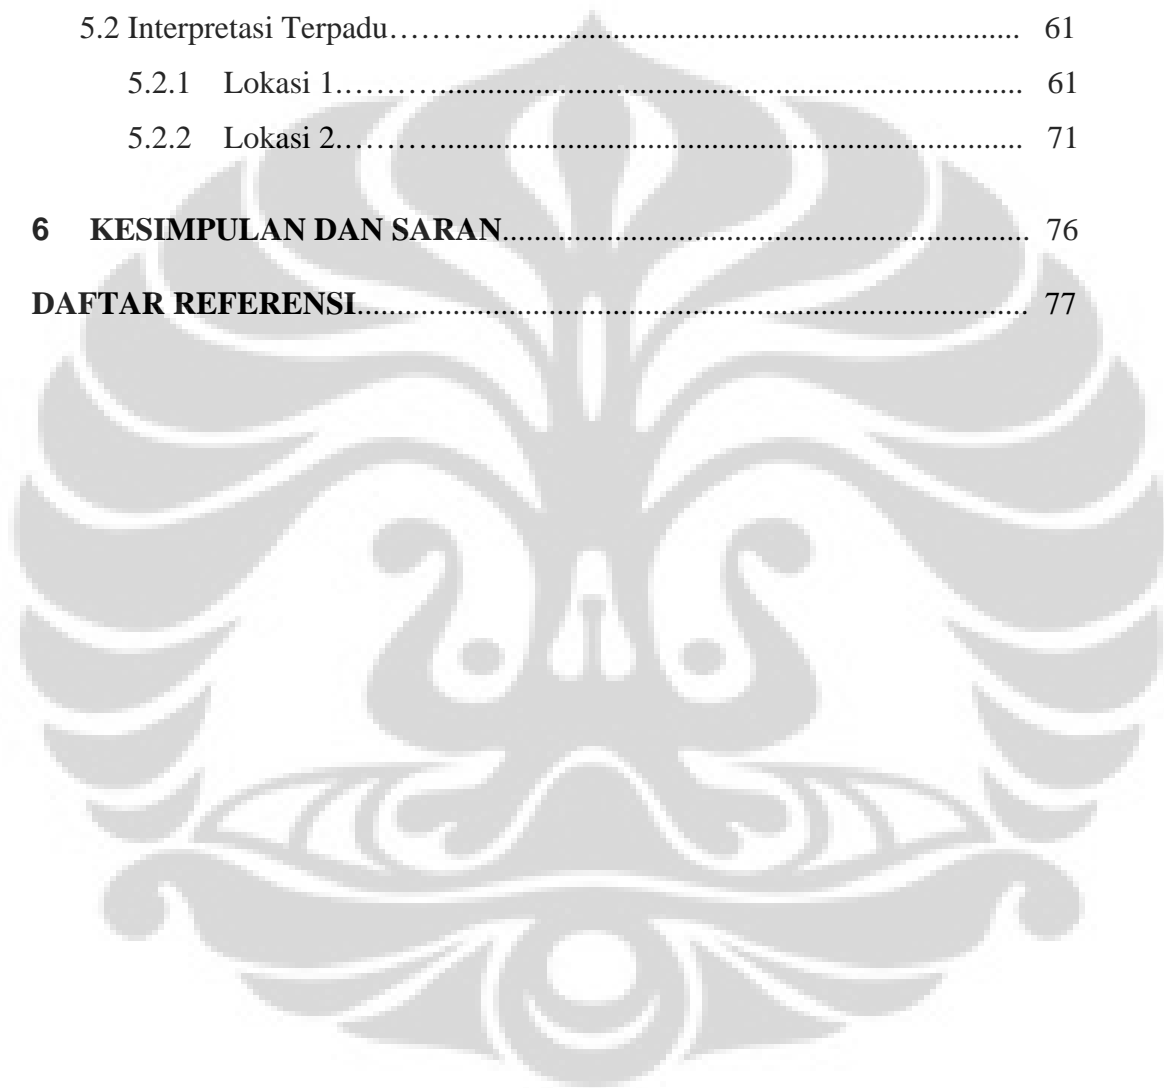 5.2 Interpretasi Terpadu…………............................................................................ 61
5.2.1 Lokasi 1.………............................................................................ 61
5.2.2 Lokasi 2.………............................................................................ 71
6 KESIMPULAN DAN SARAN............................................................................ 76
DAFTAR REFERENSI............................................................................................ 77